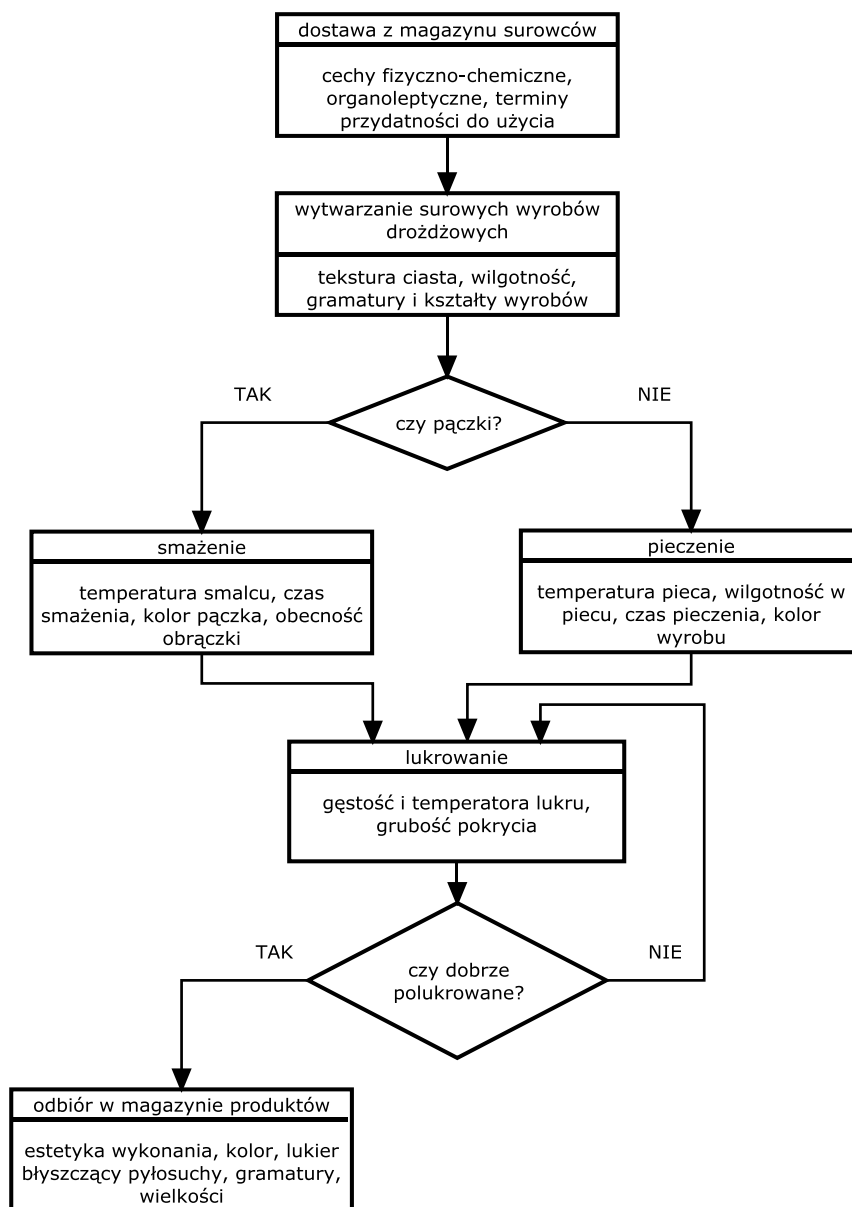 dostawa z magazynu surowców
cechy fizyczno-chemiczne,
organoleptyczne, terminy
przydatności do użycia
wytwarzanie surowych wyrobów
drożdżowych
tekstura ciasta, wilgotność,
gramatury i kształty wyrobów
TAK
NIE
czy pączki?
smażenie
temperatura smalcu, czas
smażenia, kolor pączka, obecność
obrączki
pieczenie
temperatura pieca, wilgotność w
piecu, czas pieczenia, kolor
wyrobu
lukrowanie
gęstość i temperatora lukru,
grubość pokrycia
TAK
NIE
czy dobrze
polukrowane?
odbiór w magazynie produktów
estetyka wykonania, kolor, lukier
błyszczący pyłosuchy, gramatury,
wielkości